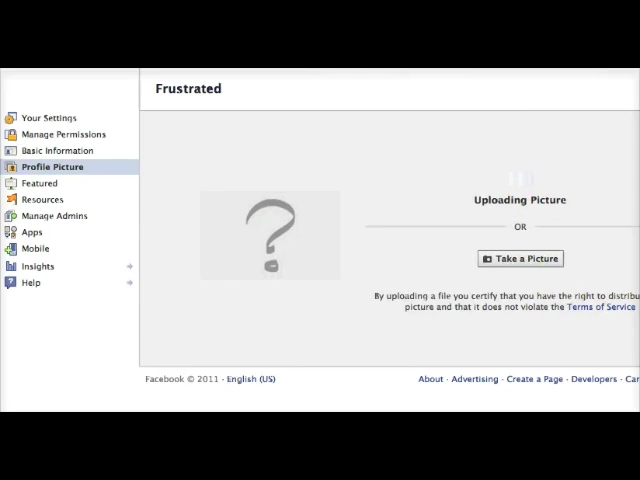 Frustrated
Your Settings
Manage Permissions
Basic Information
Profile Picture
Featured
Resources
Manage Admins
Apps
Mobile
Insights
Help
?
Uploading Picture
OR
Take a Picture
By uploading a file you certify that you have the right to distribu
picture and that it does not violate the Terms of Service
Facebook © 2011 · English (US)
About · Advertising · Create a Page · Developers · Car